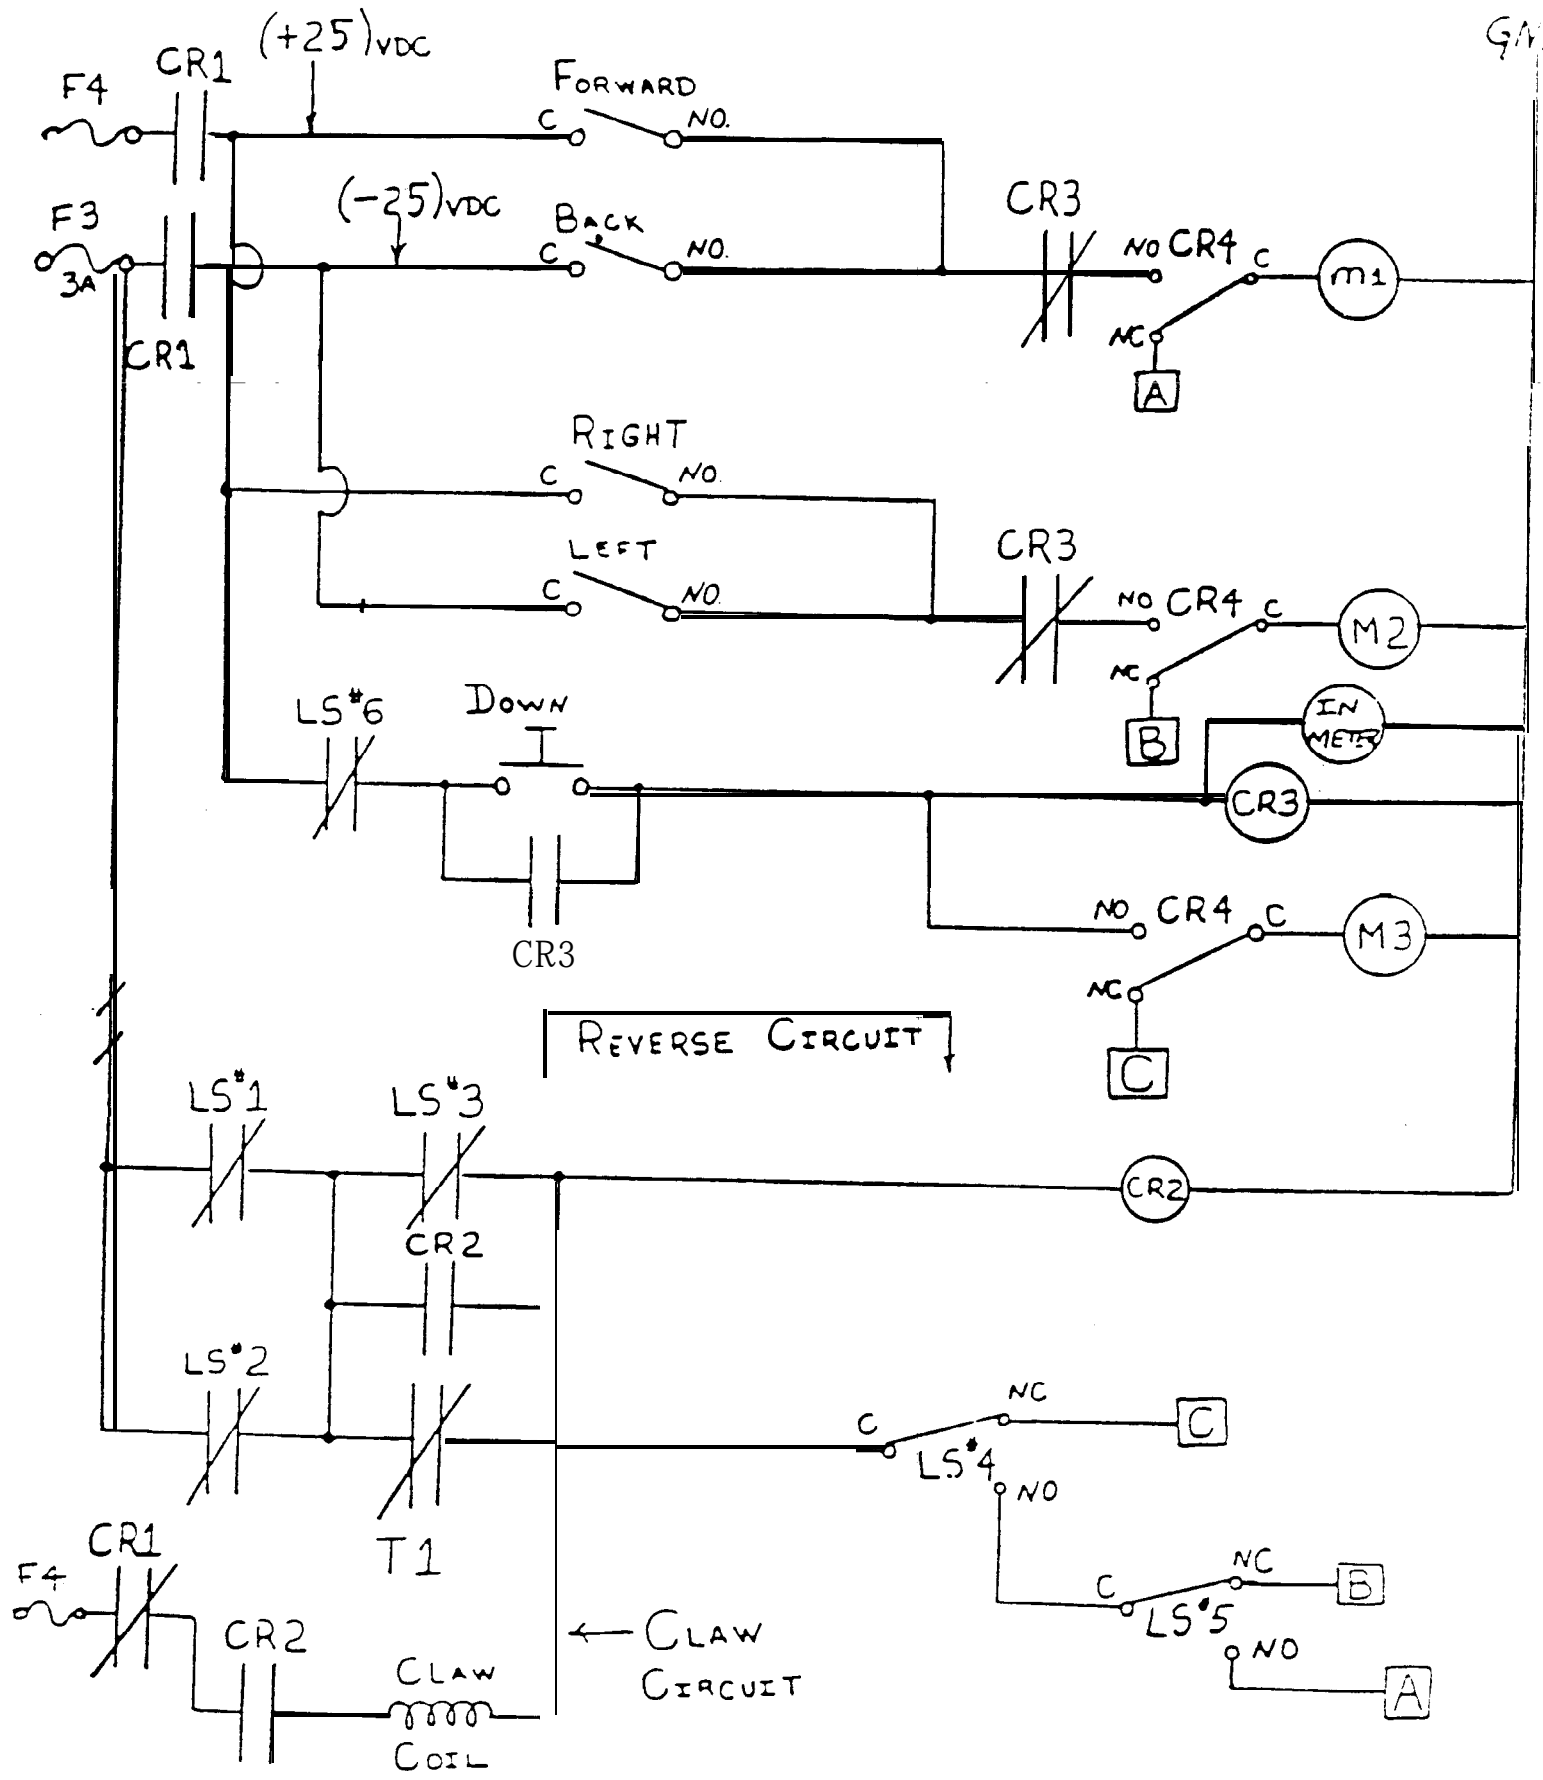 (+25)VDC
GN
CR1
F4
FORWARD
C
NO.
(-25)VDC
CR3
F3
BACK
C
NO.
NO CR4
C
3A
M1
CR1
NC
A
RIGHT
C
NO.
LEFT
CR3
C
NO.
NO CR4
C
M2
NC
LS#6
DOWN
B
IN
METER
CR3
CR3
NO CR4
C
M3
NC
REVERSE CIRCUIT
C
LS#1
LS#3
CR2
CR2
LS#2
C
NC
C
LS#4
NO
T1
CR1
F4
NC
B
C
LS#5
CR2
CLAW
CIRCUIT
NO
CLAW
COIL
A